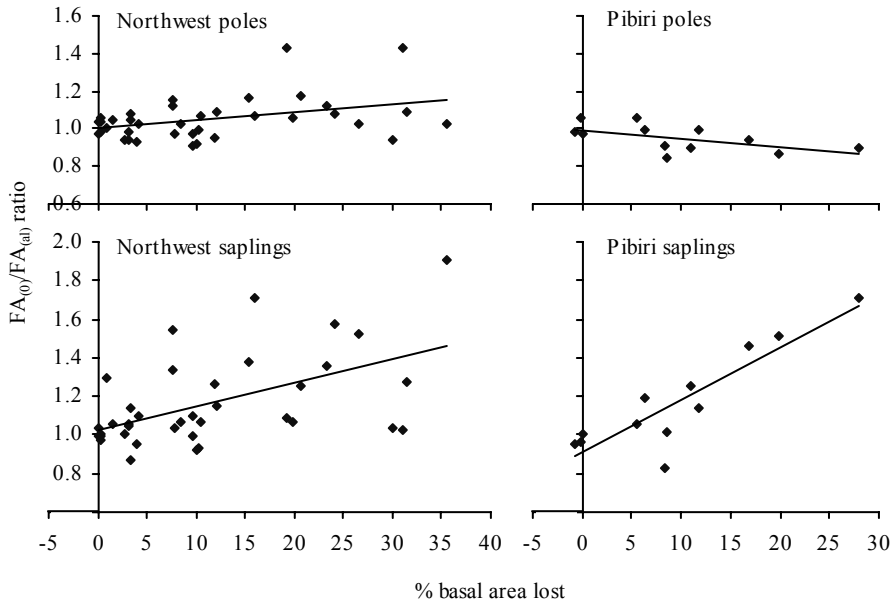 Northwest poles
Pibiri poles
1.6
1.4
1.2
1.0
0.8
0.6
FA(0)/FA(al) ratio
Northwest saplings
Pibiri saplings
2.0
1.8
1.6
1.4
1.2
1.0
0.8
-5 0 5 10 15 20 25 30 35 40
-5 0 5 10 15 20 25 30
% basal area lost